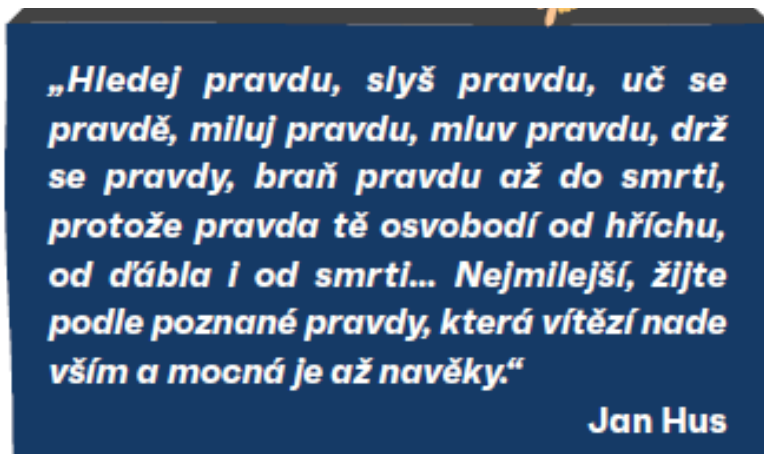 „Hledej pravdu, slyš pravdu, uč se
pravdě, miluj pravdu, mluv pravdu, drž
se pravdy, braň pravdu až do smrti,
protože pravda tě osvobodí od hříchu,
od ďábla i od smrti... Nejmilejší, žijte
podle poznané pravdy, která vítězí nade
vším a mocná je až navěky.“
Jan Hus